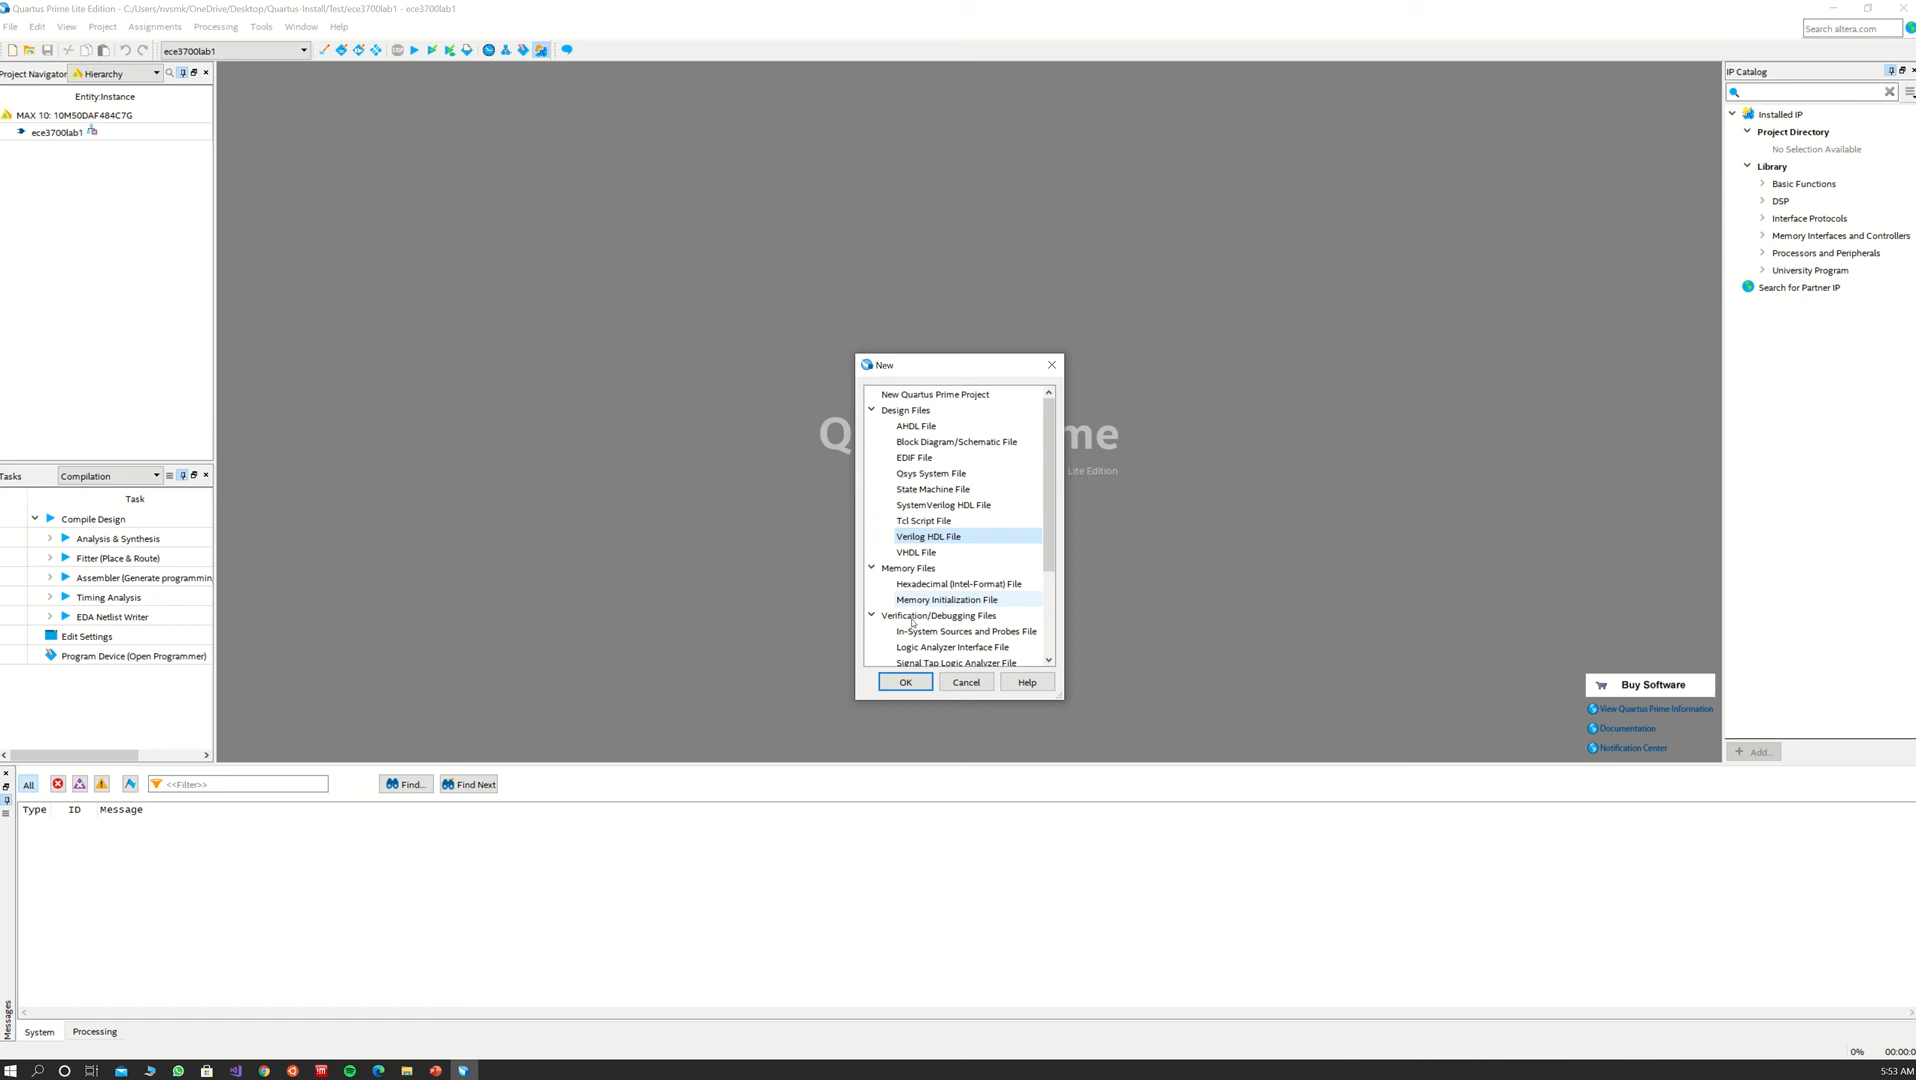 Quartus Prime Lite Edition - C:/Users/nvsmk/OneDrive/Desktop/Quartus-Install/Test/ece3700lab1 - ece3700lab1
File Edit View Project Assignments Processing Tools Window Help
Search altera.com
ece3700lab1
Project Navigator Hierarchy
Entity:Instance
MAX 10: 10M50DAF484C7G
ece3700lab1
Tasks Compilation
Task
Compile Design
Analysis & Synthesis
Fitter (Place & Route)
Assembler (Generate programmin
Timing Analysis
EDA Netlist Writer
Edit Settings
Program Device (Open Programmer)
New
New Quartus Prime Project
Design Files
AHDL File
Block Diagram/Schematic File
EDIF File
Qsys System File
State Machine File
SystemVerilog HDL File
Tcl Script File
Verilog HDL File
VHDL File
Memory Files
Hexadecimal (Intel-Format) File
Memory Initialization File
Verification/Debugging Files
In-System Sources and Probes File
Logic Analyzer Interface File
Signal Tap Logic Analyzer File
OK Cancel Help
Q me
Lite Edition
Buy Software
View Quartus Prime Information
Documentation
Notification Center
IP Catalog
Installed IP
Project Directory
No Selection Available
Library
Basic Functions
DSP
Interface Protocols
Memory Interfaces and Controllers
Processors and Peripherals
University Program
Search for Partner IP
+ Add...
All <<Filter>> Find... Find Next
Type ID Message
Messages
System Processing
0% 00:00:0
5:53 AM